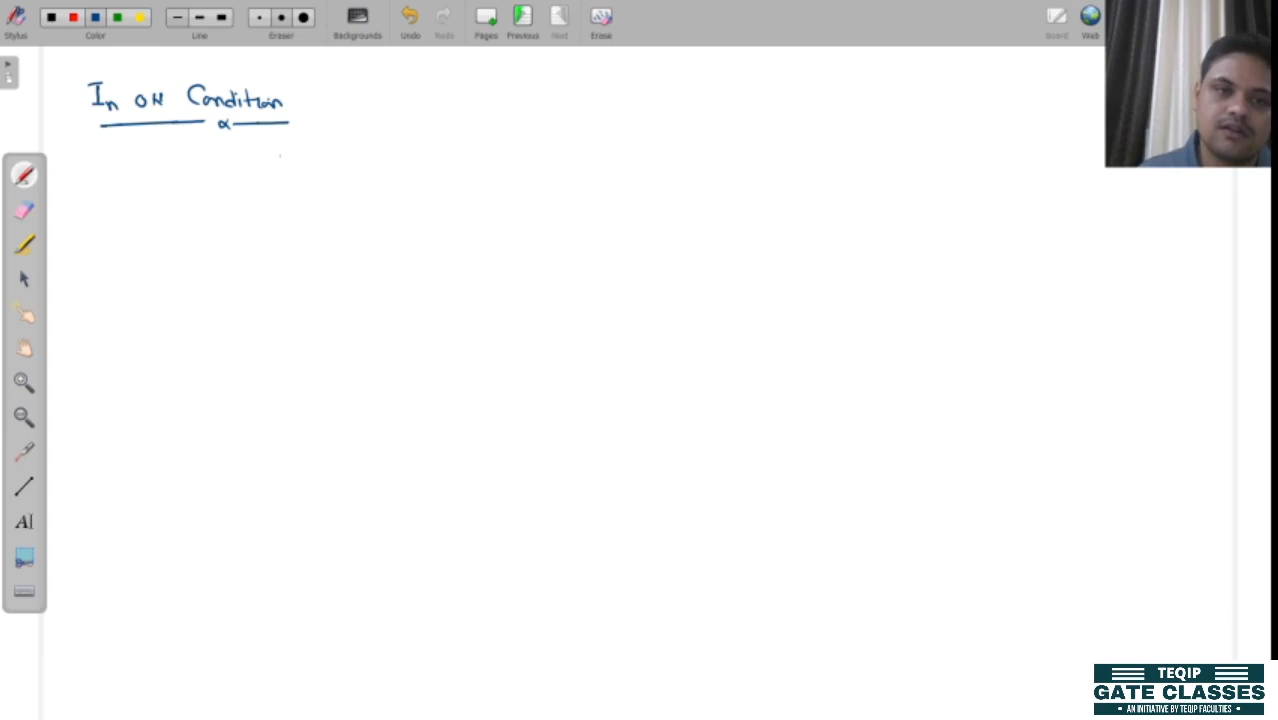 Stylus
Color
Line
Eraser
Backgrounds
Undo
Redo
Pages
Previous
Next
Erase
Board
Web
In ON Condition
α
AI
TEQIP
GATE CLASSES
• AN INITIATIVE BY TEQIP FACULTIES •